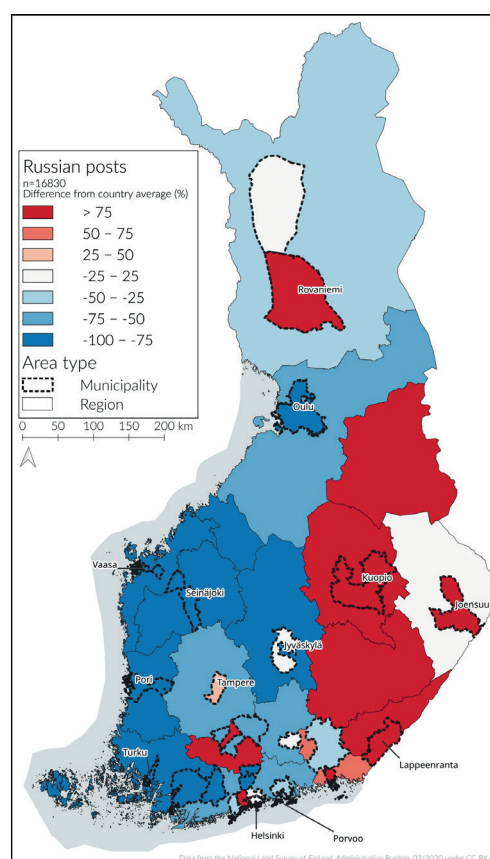 Russian posts
n=16830
Difference from country average (%)
> 75
50 – 75
25 – 50
-25 – 25
-50 – -25
-75 – -50
-100 – -75
Area type
Municipality
Region
0 50 100 150 200 km
Rovaniemi
Oulu
Vaasa
Seinäjoki
Kuopio
Joensuu
Jyväskylä
Pori
Tampere
Turku
Lappeenranta
Helsinki
Porvoo
Data from the National Land Survey of Finland, Administrative Borders 03/2020 under CC BY